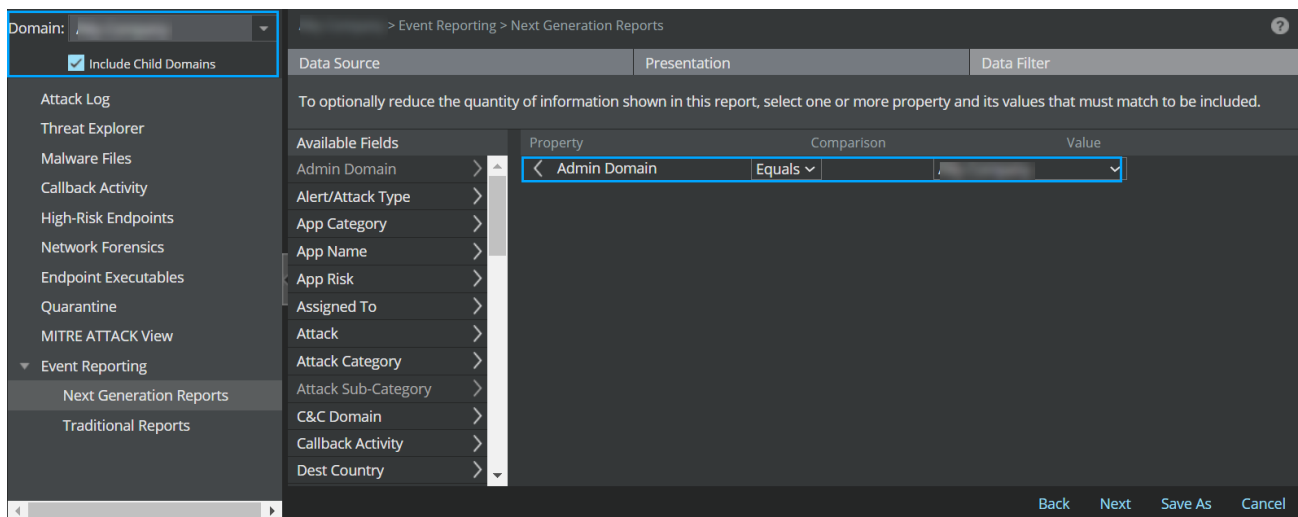 Domain:
Include Child Domains
Attack Log
Threat Explorer
Malware Files
Callback Activity
High-Risk Endpoints
Network Forensics
Endpoint Executables
Quarantine
MITRE ATTACK View
Event Reporting
Next Generation Reports
Traditional Reports
> Event Reporting > Next Generation Reports
Data Source Presentation Data Filter
To optionally reduce the quantity of information shown in this report, select one or more property and its values that must match to be included.
Available Fields
Admin Domain
Alert/Attack Type
App Category
App Name
App Risk
Assigned To
Attack
Attack Category
Attack Sub-Category
C&C Domain
Callback Activity
Dest Country
Property Comparison Value
Admin Domain Equals
Back Next Save As Cancel